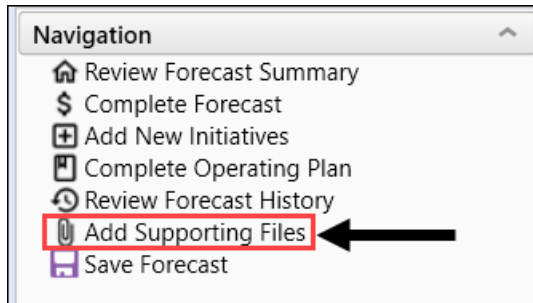 Navigation
Review Forecast Summary
Complete Forecast
Add New Initiatives
Complete Operating Plan
Review Forecast History
Add Supporting Files
Save Forecast